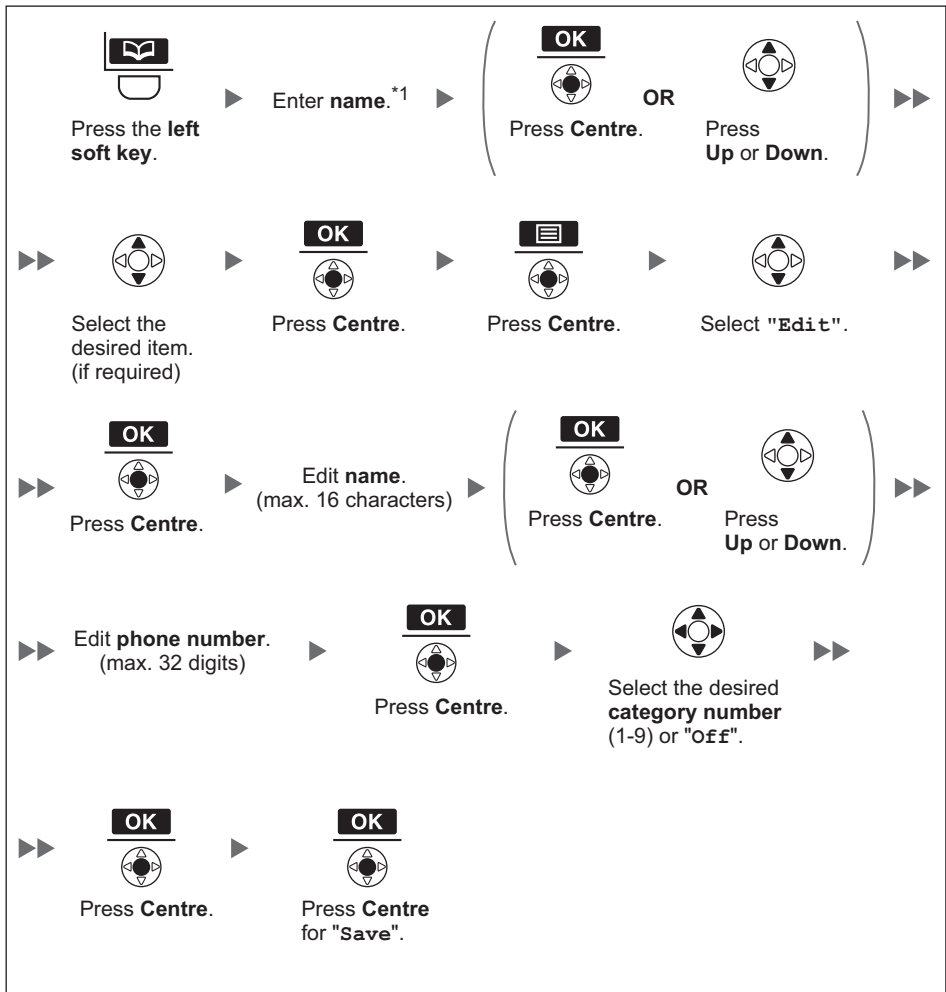 Press the left
soft key.
Enter name.*1
OK
Press Centre.
OR
Press
Up or Down.
Select the
desired item.
(if required)
OK
Press Centre.
Press Centre.
Select "Edit".
OK
Press Centre.
Edit name.
(max. 16 characters)
OK
Press Centre.
OR
Press
Up or Down.
Edit phone number.
(max. 32 digits)
OK
Press Centre.
Select the desired
category number
(1-9) or "Off".
OK
Press Centre.
OK
Press Centre
for "Save".